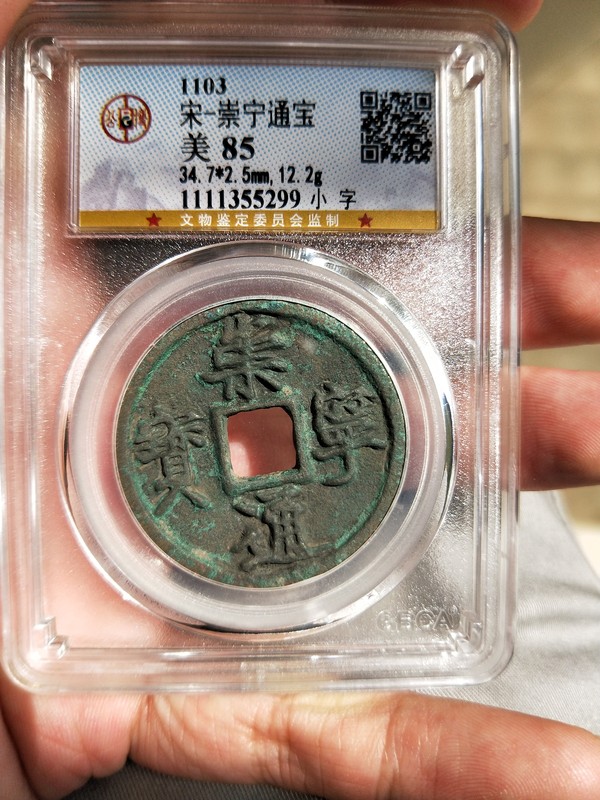 1103
宋-崇宁通宝
美 85
34.7*2.5mm,12.2g
1111355299 小 字
★ 文物鉴定委员会监制 ★
崇
寧
通
寳